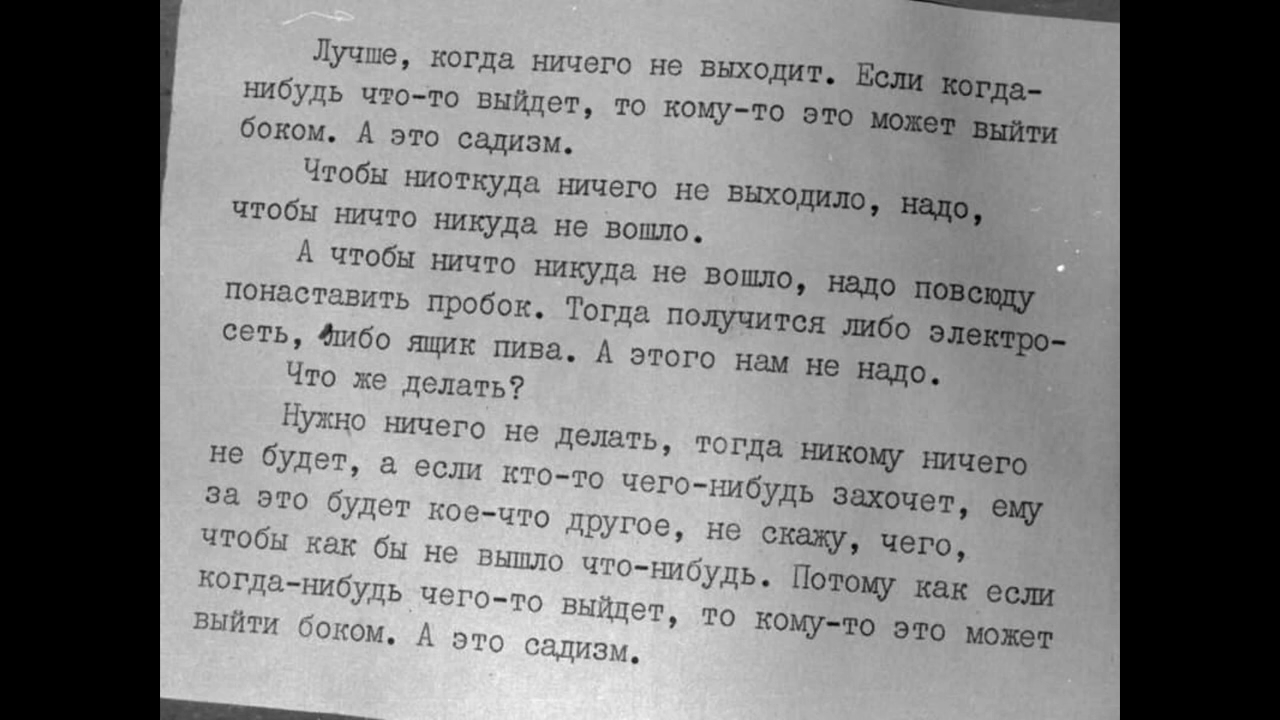 Лучше, когда ничего не выходит. Если когда-
нибудь что-то выйдет, то кому-то это может выйти
боком. А это садизм.
Чтобы ниоткуда ничего не выходило, надо,
чтобы ничто никуда не вошло.
А чтобы ничто никуда не вошло, надо повсюду
понаставить пробок. Тогда получится либо электро-
сеть, либо ящик пива. А этого нам не надо.
Что же делать?
Нужно ничего не делать, тогда никому ничего
не будет, а если кто-то чего-нибудь захочет, ему
за это будет кое-что другое, не скажу, чего,
чтобы как бы не вышло что-нибудь. Потому как если
когда-нибудь чего-то выйдет, то кому-то это может
выйти боком. А это садизм.